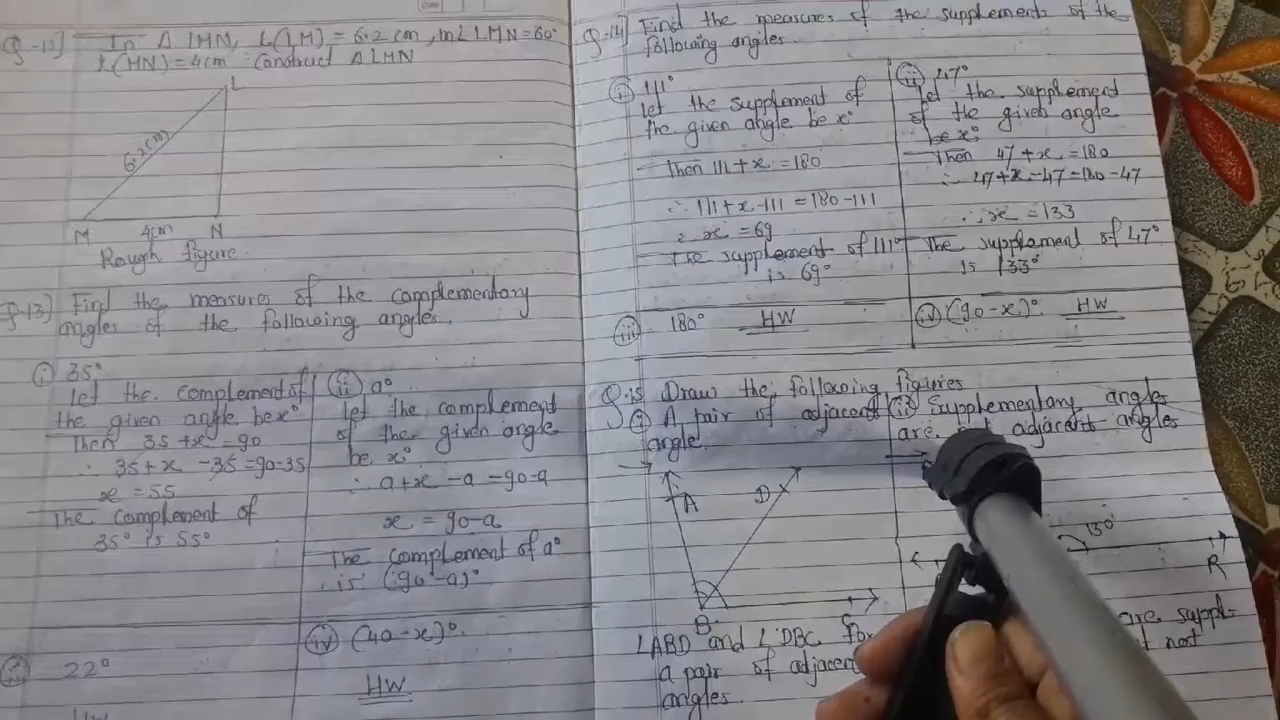 Q-12] In Δ LMN, L(LM) = 6.2 cm, m∠LMN = 60°
L(MN) = 4cm Construct ΔLMN
L
6.2cm
M 4cm N
Rough figure.
Q-13] Find the measures of the complementary
angles of the following angles.
i 35°
Let the complement of
the given angle be x°
Then 35 + x = 90
∴ 35 + x - 35 = 90 - 35
x = 55
The complement of
35° is 55°
ii a°
Let the complement
of the given angle
be x°
∴ a + x - a = 90 - a
x = 90 - a
The complement of a°
is (90 - a)°
iii 22°
HW
iv (40 - x)°.
HW
Q.14] Find the measures of the supplements of the
following angles.
i 111°
Let the supplement of
the given angle be x°
Then 111 + x = 180
∴ 111 + x - 111 = 180 - 111
∴ x = 69
The supplement of 111°
is 69°
ii 47°
Let the supplement
of the given angle
be x°
Then 47 + x = 180
∴ 47 + x - 47 = 180 - 47
∴ x = 133
The supplement of 47°
is 133°
iii 180° HW
iv (90 - x)°. HW
Q.15 Draw the following figures
i A pair of adjacent
angle.
A D
B C
∠ABD and ∠DBC for
a pair of adjacen
angles.
ii Supplementary angles
are adjacent angles
130°
R
are suppl-
not